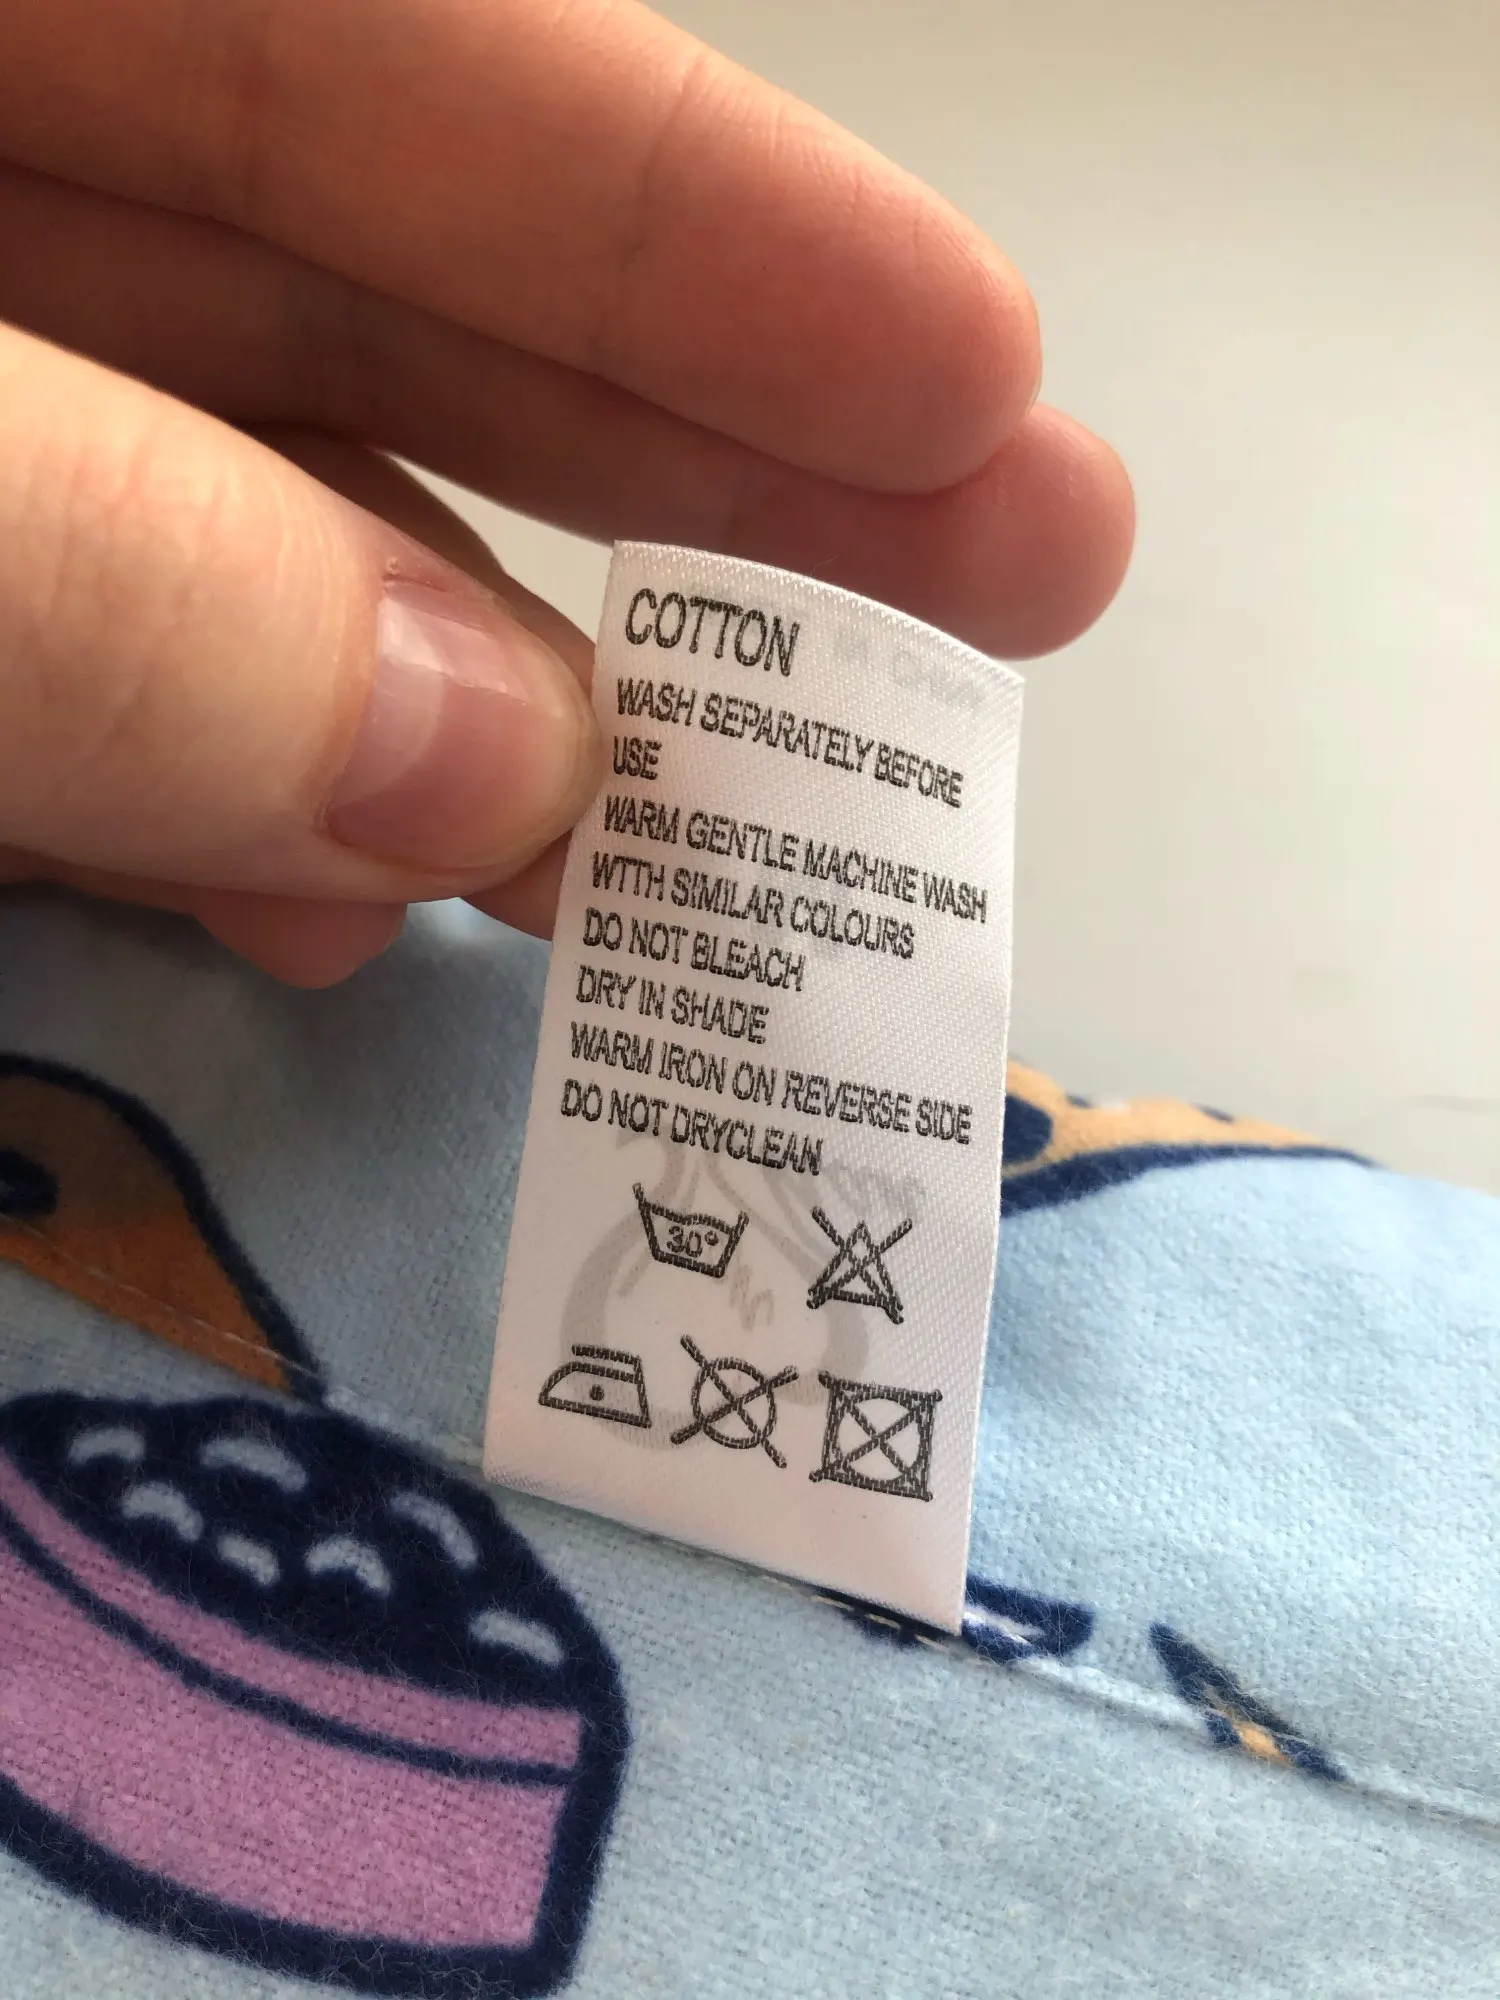 COTTON
WASH SEPARATELY BEFORE
USE
WARM GENTLE MACHINE WASH
WTTH SIMILAR COLOURS
DO NOT BLEACH
DRY IN SHADE
WARM IRON ON REVERSE SIDE
DO NOT DRYCLEAN
30°